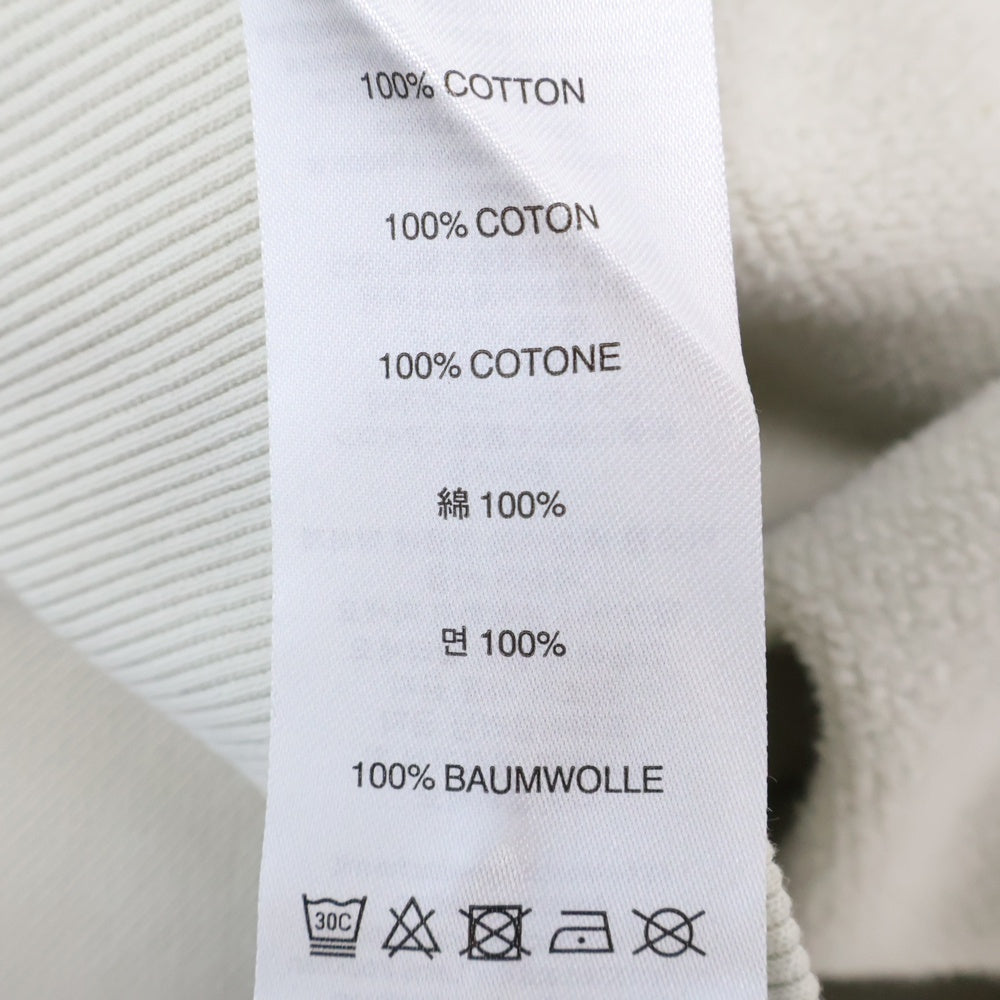 100% COTTON
100% COTON
100% COTONE
綿 100%
면 100%
100% BAUMWOLLE
30C